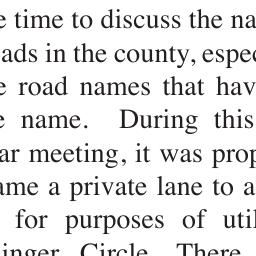 e time to discuss the na
ads in the county, espec
e road names that hav
e name. During this
ar meeting, it was prop
ame a private lane to a
for purposes of util
inger Circle. There